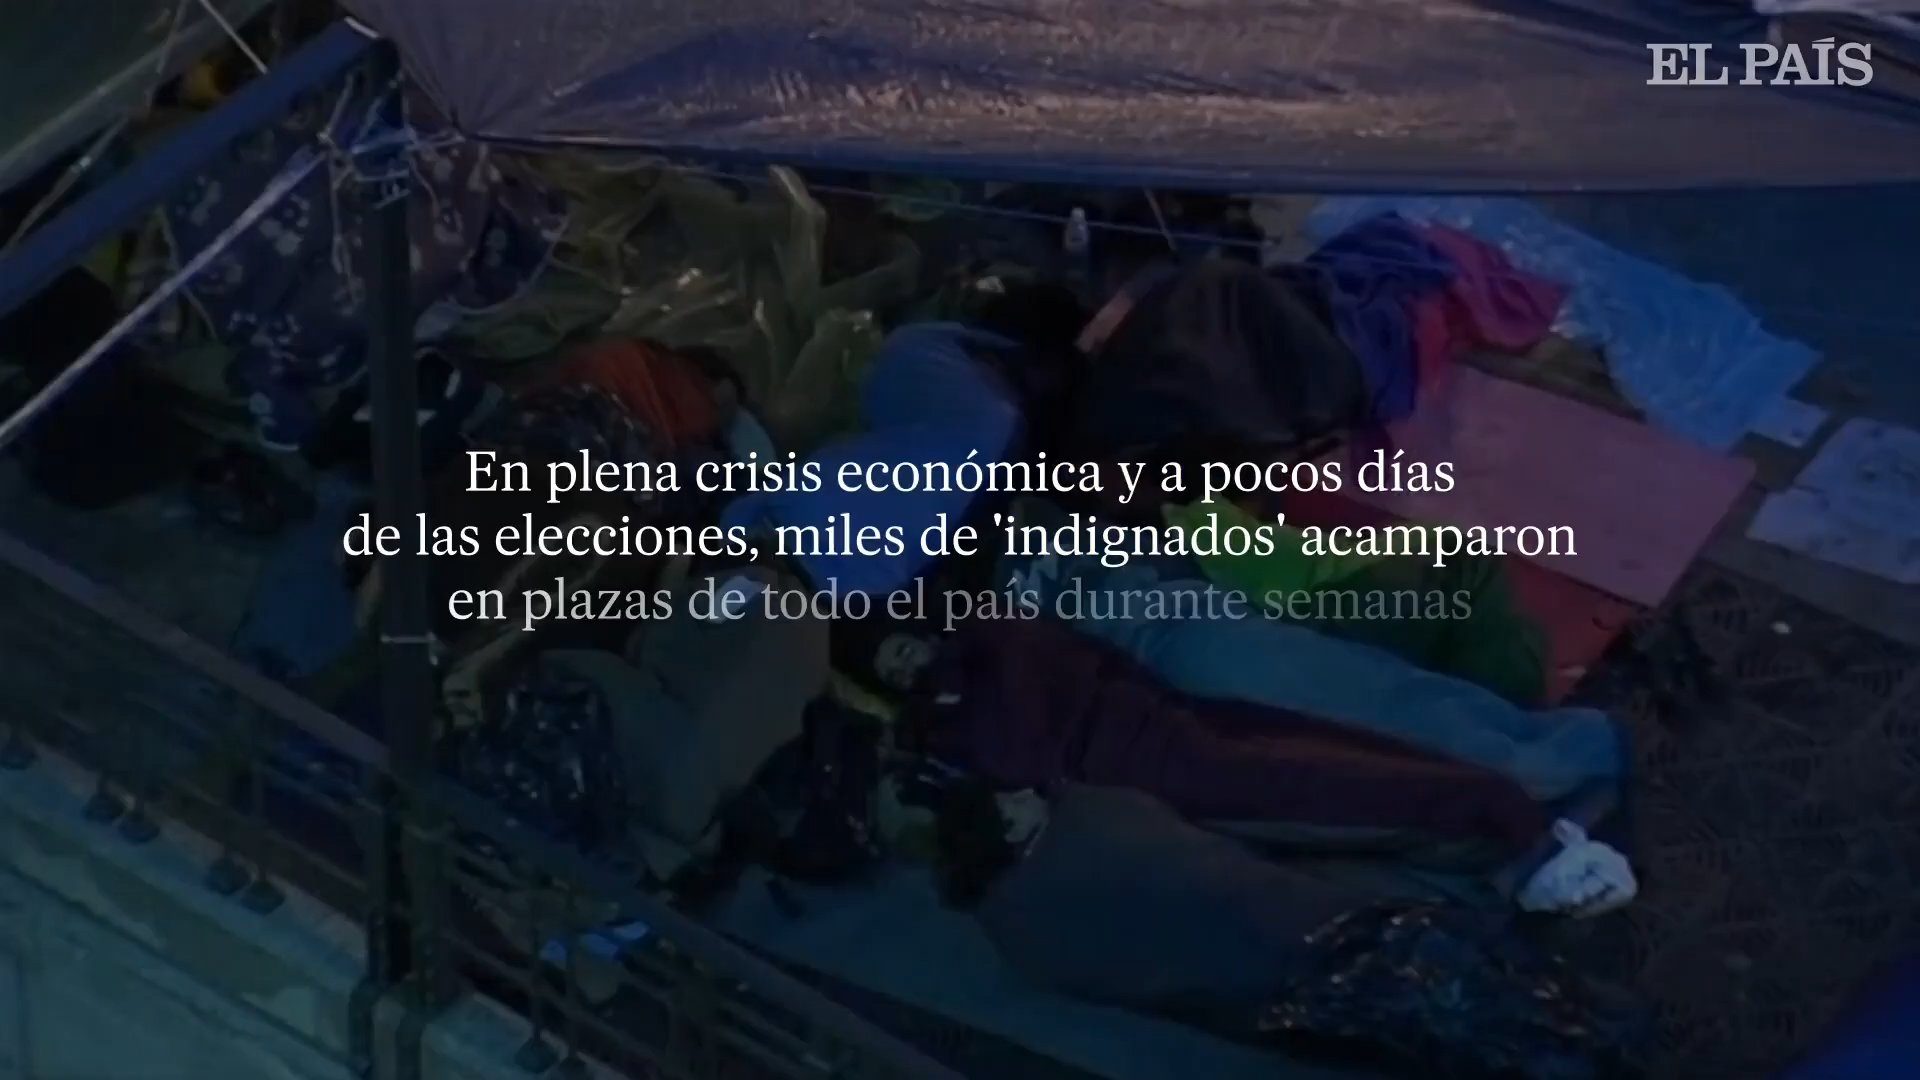 EL PAÍS
En plena crisis económica y a pocos días
de las elecciones, miles de 'indignados' acamparon
en plazas de todo el país durante semanas